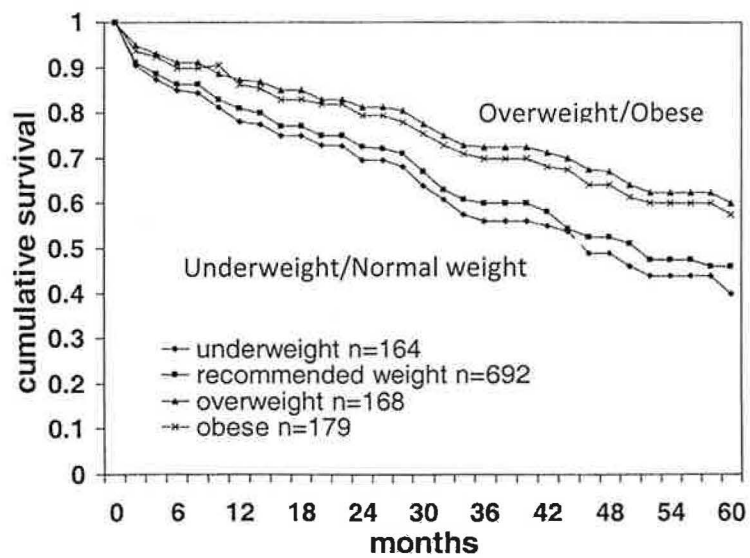 1
0.9
0.8
0.7
0.6
0.5
0.4
0.3
0.2
0.1
0
cumulative survival
Overweight/Obese
Underweight/Normal weight
underweight n=164
recommended weight n=692
overweight n=168
obese n=179
0 6 12 18 24 30 36 42 48 54 60
months